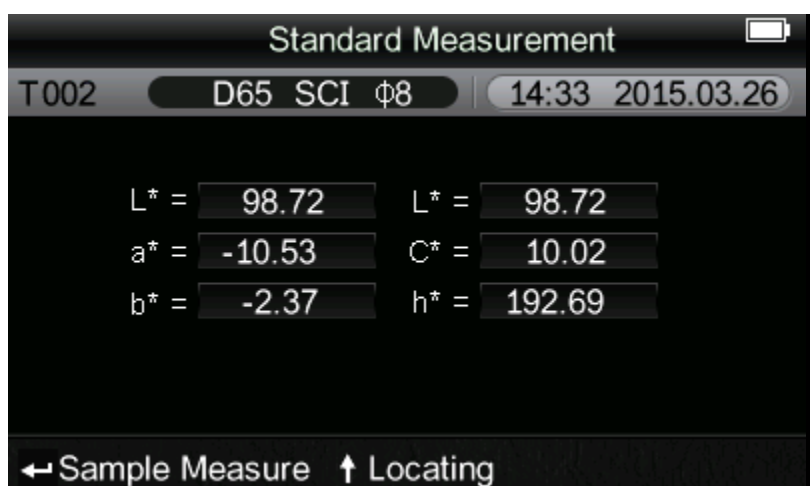 Standard Measurement
T002 D65 SCI Φ8 14:33 2015.03.26
L* = 98.72 L* = 98.72
a* = -10.53 C* = 10.02
b* = -2.37 h* = 192.69
Sample Measure Locating